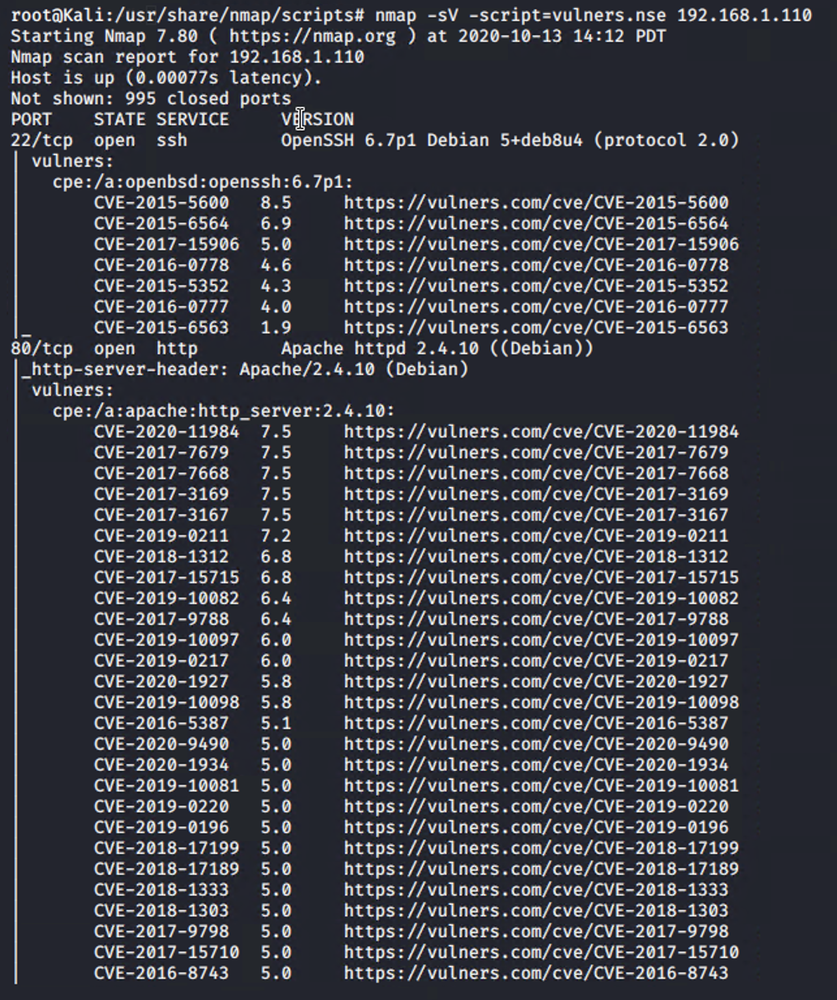 root@Kali:/usr/share/nmap/scripts# nmap -sV -script=vulners.nse 192.168.1.110
Starting Nmap 7.80 ( https://nmap.org ) at 2020-10-13 14:12 PDT
Nmap scan report for 192.168.1.110
Host is up (0.00077s latency).
Not shown: 995 closed ports
PORT    STATE SERVICE     VERSION
22/tcp  open  ssh         OpenSSH 6.7p1 Debian 5+deb8u4 (protocol 2.0)
| vulners:
|   cpe:/a:openbsd:openssh:6.7p1:
|       CVE-2015-5600   8.5     https://vulners.com/cve/CVE-2015-5600
|       CVE-2015-6564   6.9     https://vulners.com/cve/CVE-2015-6564
|       CVE-2017-15906  5.0     https://vulners.com/cve/CVE-2017-15906
|       CVE-2016-0778   4.6     https://vulners.com/cve/CVE-2016-0778
|       CVE-2015-5352   4.3     https://vulners.com/cve/CVE-2015-5352
|       CVE-2016-0777   4.0     https://vulners.com/cve/CVE-2016-0777
|_      CVE-2015-6563   1.9     https://vulners.com/cve/CVE-2015-6563
80/tcp  open  http        Apache httpd 2.4.10 ((Debian))
|_http-server-header: Apache/2.4.10 (Debian)
| vulners:
|   cpe:/a:apache:http_server:2.4.10:
|       CVE-2020-11984  7.5     https://vulners.com/cve/CVE-2020-11984
|       CVE-2017-7679   7.5     https://vulners.com/cve/CVE-2017-7679
|       CVE-2017-7668   7.5     https://vulners.com/cve/CVE-2017-7668
|       CVE-2017-3169   7.5     https://vulners.com/cve/CVE-2017-3169
|       CVE-2017-3167   7.5     https://vulners.com/cve/CVE-2017-3167
|       CVE-2019-0211   7.2     https://vulners.com/cve/CVE-2019-0211
|       CVE-2018-1312   6.8     https://vulners.com/cve/CVE-2018-1312
|       CVE-2017-15715  6.8     https://vulners.com/cve/CVE-2017-15715
|       CVE-2019-10082  6.4     https://vulners.com/cve/CVE-2019-10082
|       CVE-2017-9788   6.4     https://vulners.com/cve/CVE-2017-9788
|       CVE-2019-10097  6.0     https://vulners.com/cve/CVE-2019-10097
|       CVE-2019-0217   6.0     https://vulners.com/cve/CVE-2019-0217
|       CVE-2020-1927   5.8     https://vulners.com/cve/CVE-2020-1927
|       CVE-2019-10098  5.8     https://vulners.com/cve/CVE-2019-10098
|       CVE-2016-5387   5.1     https://vulners.com/cve/CVE-2016-5387
|       CVE-2020-9490   5.0     https://vulners.com/cve/CVE-2020-9490
|       CVE-2020-1934   5.0     https://vulners.com/cve/CVE-2020-1934
|       CVE-2019-10081  5.0     https://vulners.com/cve/CVE-2019-10081
|       CVE-2019-0220   5.0     https://vulners.com/cve/CVE-2019-0220
|       CVE-2019-0196   5.0     https://vulners.com/cve/CVE-2019-0196
|       CVE-2018-17199  5.0     https://vulners.com/cve/CVE-2018-17199
|       CVE-2018-17189  5.0     https://vulners.com/cve/CVE-2018-17189
|       CVE-2018-1333   5.0     https://vulners.com/cve/CVE-2018-1333
|       CVE-2018-1303   5.0     https://vulners.com/cve/CVE-2018-1303
|       CVE-2017-9798   5.0     https://vulners.com/cve/CVE-2017-9798
|       CVE-2017-15710  5.0     https://vulners.com/cve/CVE-2017-15710
|       CVE-2016-8743   5.0     https://vulners.com/cve/CVE-2016-8743